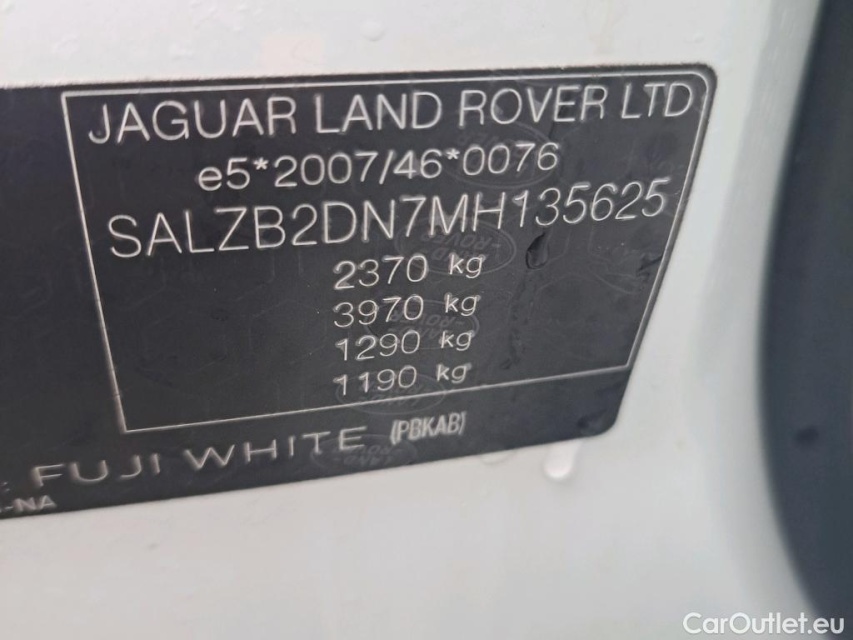 JAGUAR LAND ROVER LTD
e5*2007/46*0076
SALZB2DN7MH135625
2370 kg
3970 kg
1290 kg
1190 kg
FUJI WHITE (PBKAB)
-NA
CarOutlet.eu